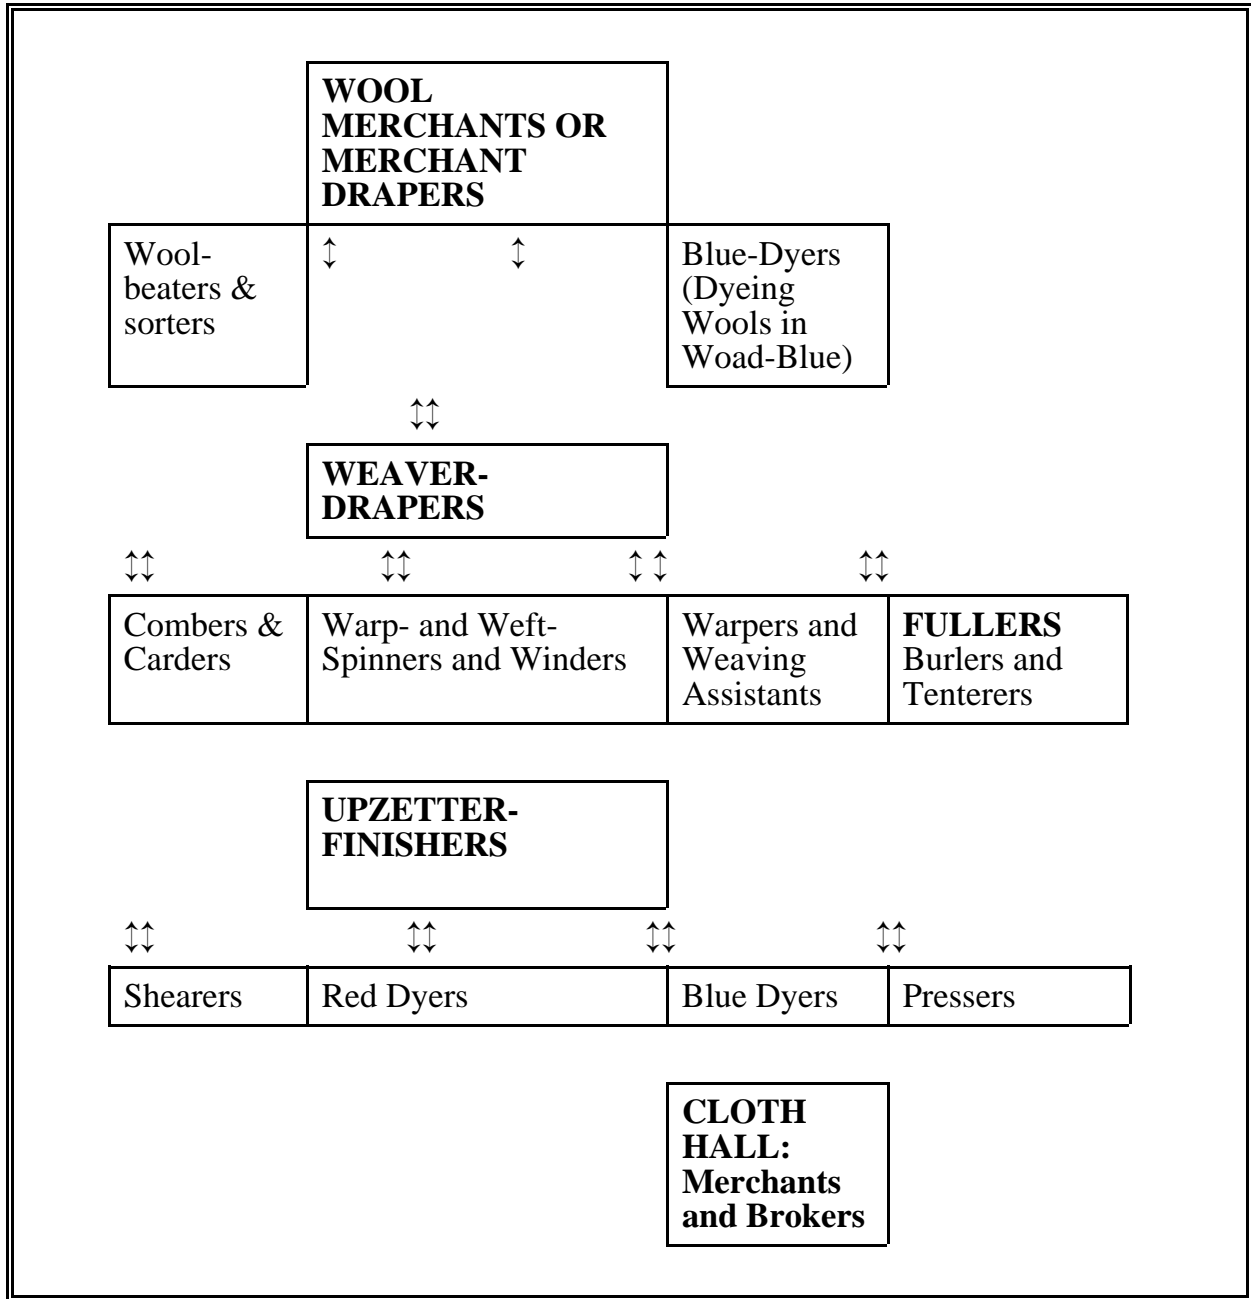 WOOL
MERCHANTS OR
MERCHANT
DRAPERS
Wool-
beaters &
sorters
↕ ↕
Blue-Dyers
(Dyeing
Wools in
Woad-Blue)
↕↕
WEAVER-
DRAPERS
↕↕ ↕↕ ↕ ↕ ↕↕
Combers &
Carders
Warp- and Weft-
Spinners and Winders
Warpers and
Weaving
Assistants
FULLERS
Burlers and
Tenterers
UPZETTER-
FINISHERS
↕↕ ↕↕ ↕↕ ↕↕
Shearers
Red Dyers
Blue Dyers
Pressers
CLOTH
HALL:
Merchants
and Brokers